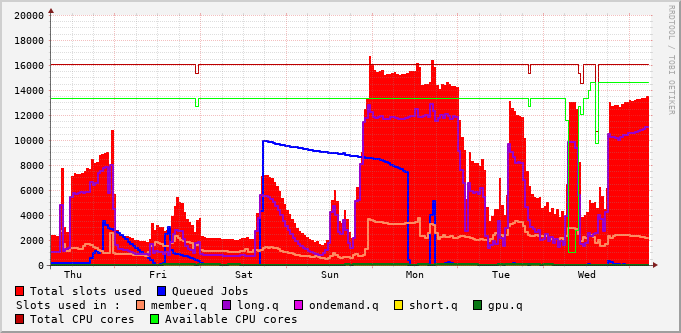 20000
18000
16000
14000
12000
10000
8000
6000
4000
2000
0
Thu Fri Sat Sun Mon Tue Wed
Total slots used Queued Jobs
Slots used in : member.q long.q ondemand.q short.q gpu.q
Total CPU cores Available CPU cores
RRDTOOL / TOBI OETIKER